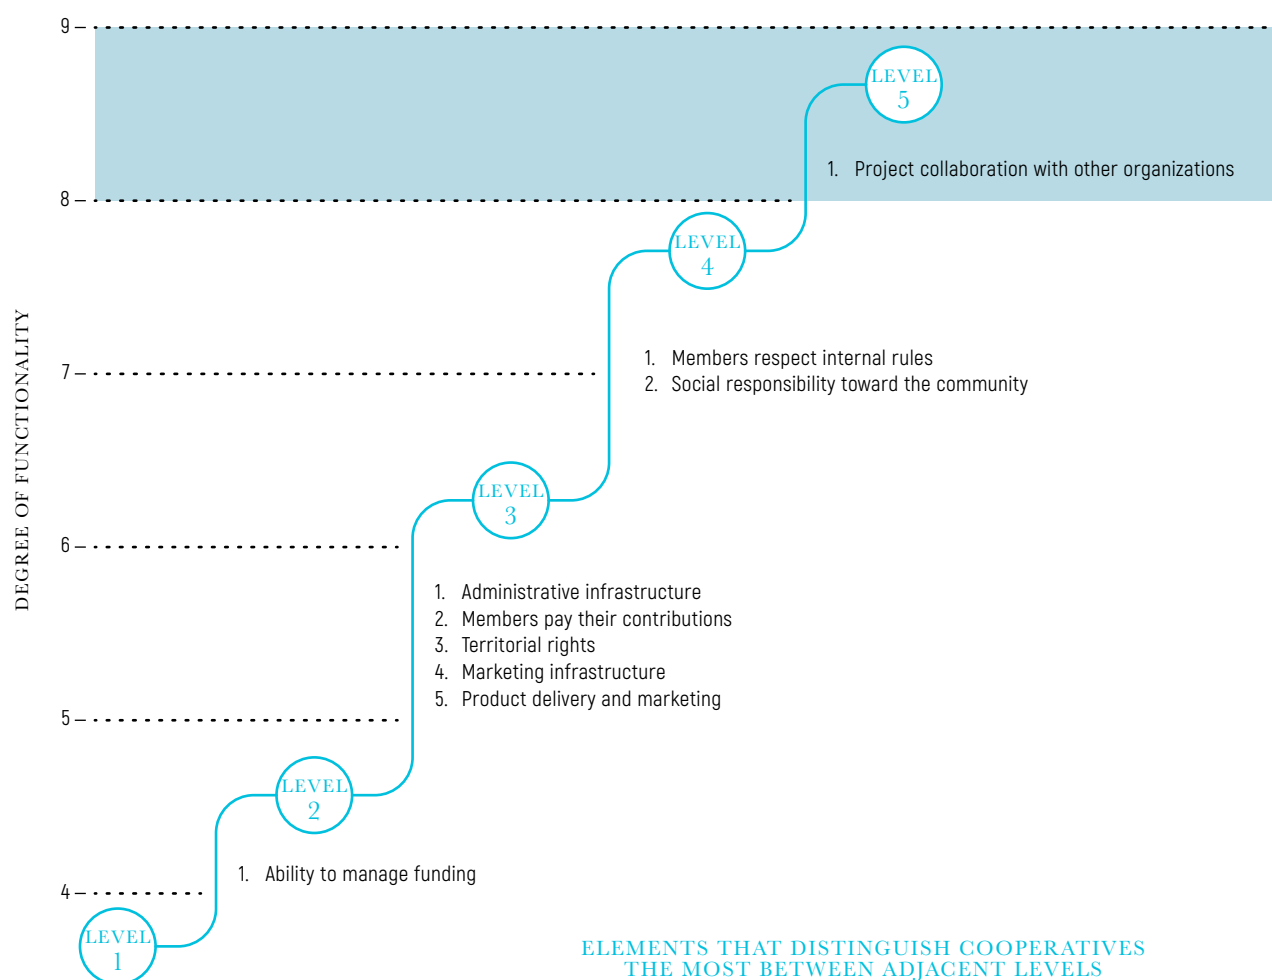 9
LEVEL
5
1. Project collaboration with other organizations
8
LEVEL
4
DEGREE OF FUNCTIONALITY
1. Members respect internal rules
7
2. Social responsibility toward the community
LEVEL
3
6
1. Administrative infrastructure
2. Members pay their contributions
3. Territorial rights
4. Marketing infrastructure
5. Product delivery and marketing
5
LEVEL
2
1. Ability to manage funding
4
LEVEL
1
ELEMENTS THAT DISTINGUISH COOPERATIVES
THE MOST BETWEEN ADJACENT LEVELS